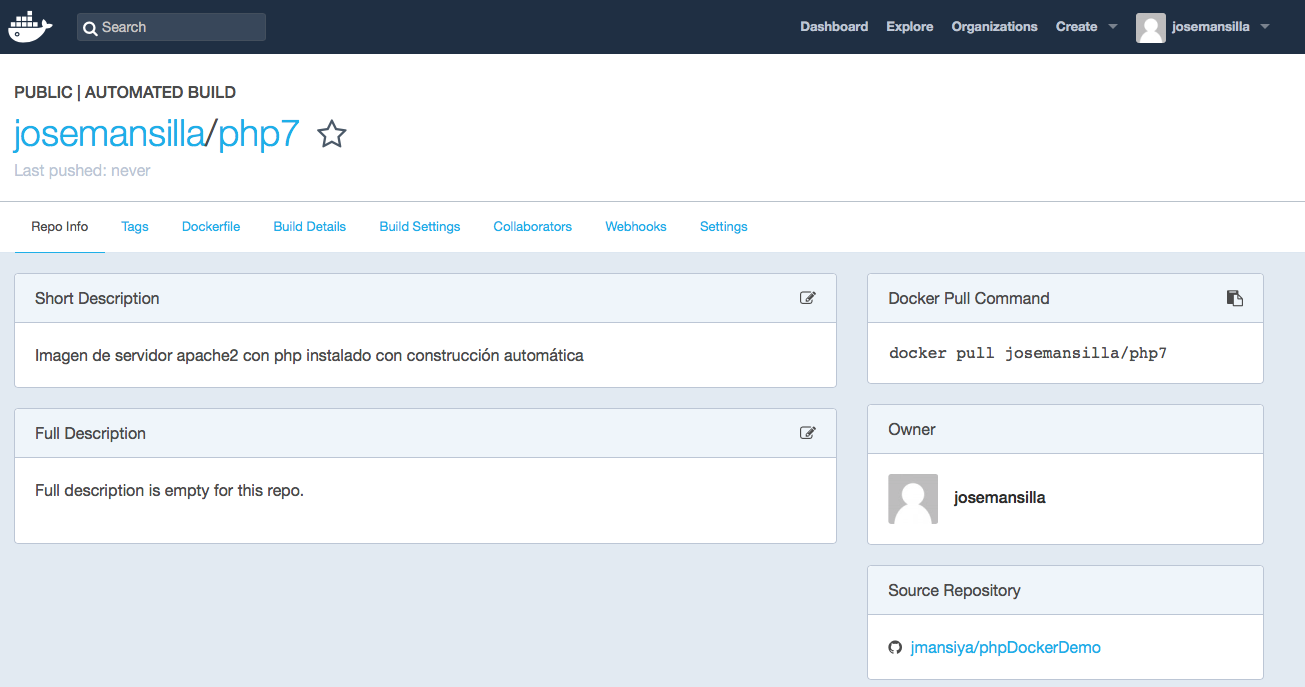 Search
Dashboard Explore Organizations Create josemansilla
PUBLIC | AUTOMATED BUILD
josemansilla/php7
Last pushed: never
Repo Info Tags Dockerfile Build Details Build Settings Collaborators Webhooks Settings
Short Description
Imagen de servidor apache2 con php instalado con construcción automática
Full Description
Full description is empty for this repo.
Docker Pull Command
docker pull josemansilla/php7
Owner
josemansilla
Source Repository
jmansiya/phpDockerDemo